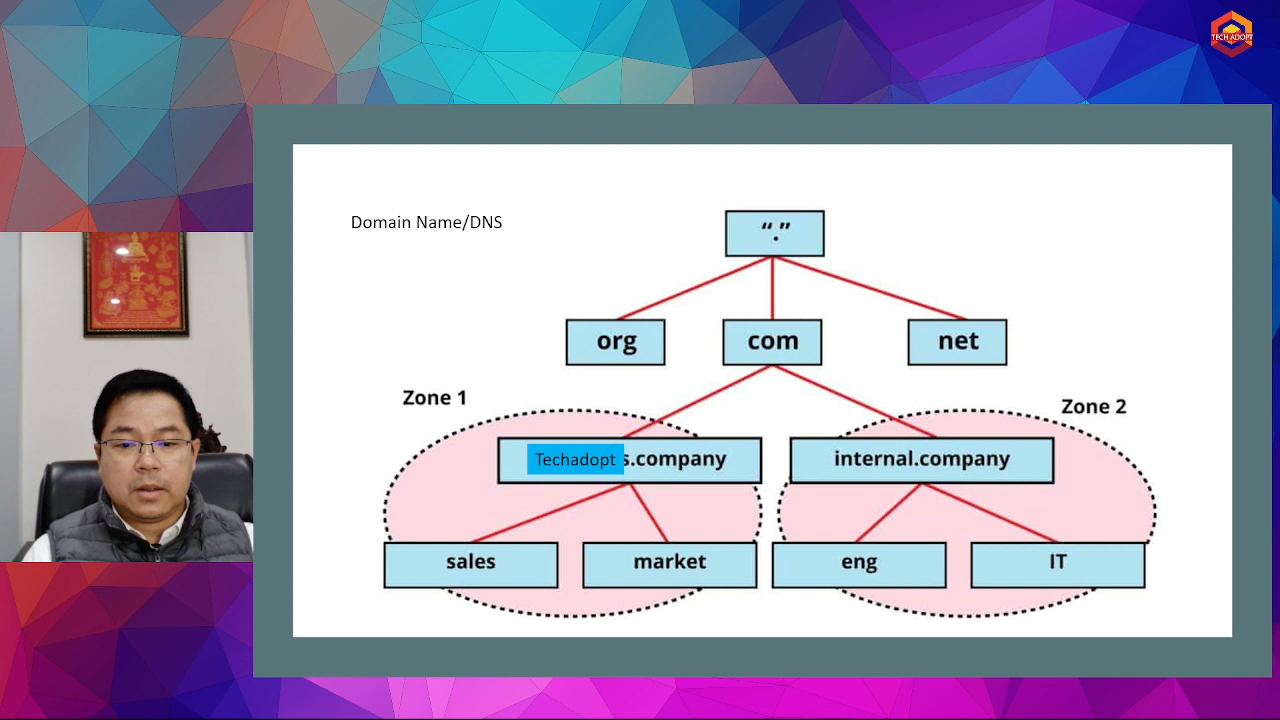 TECH ADOPT
Domain Name/DNS
“.”
org
com
net
Zone 1
Zone 2
Techadopt
s.company
internal.company
sales
market
eng
IT